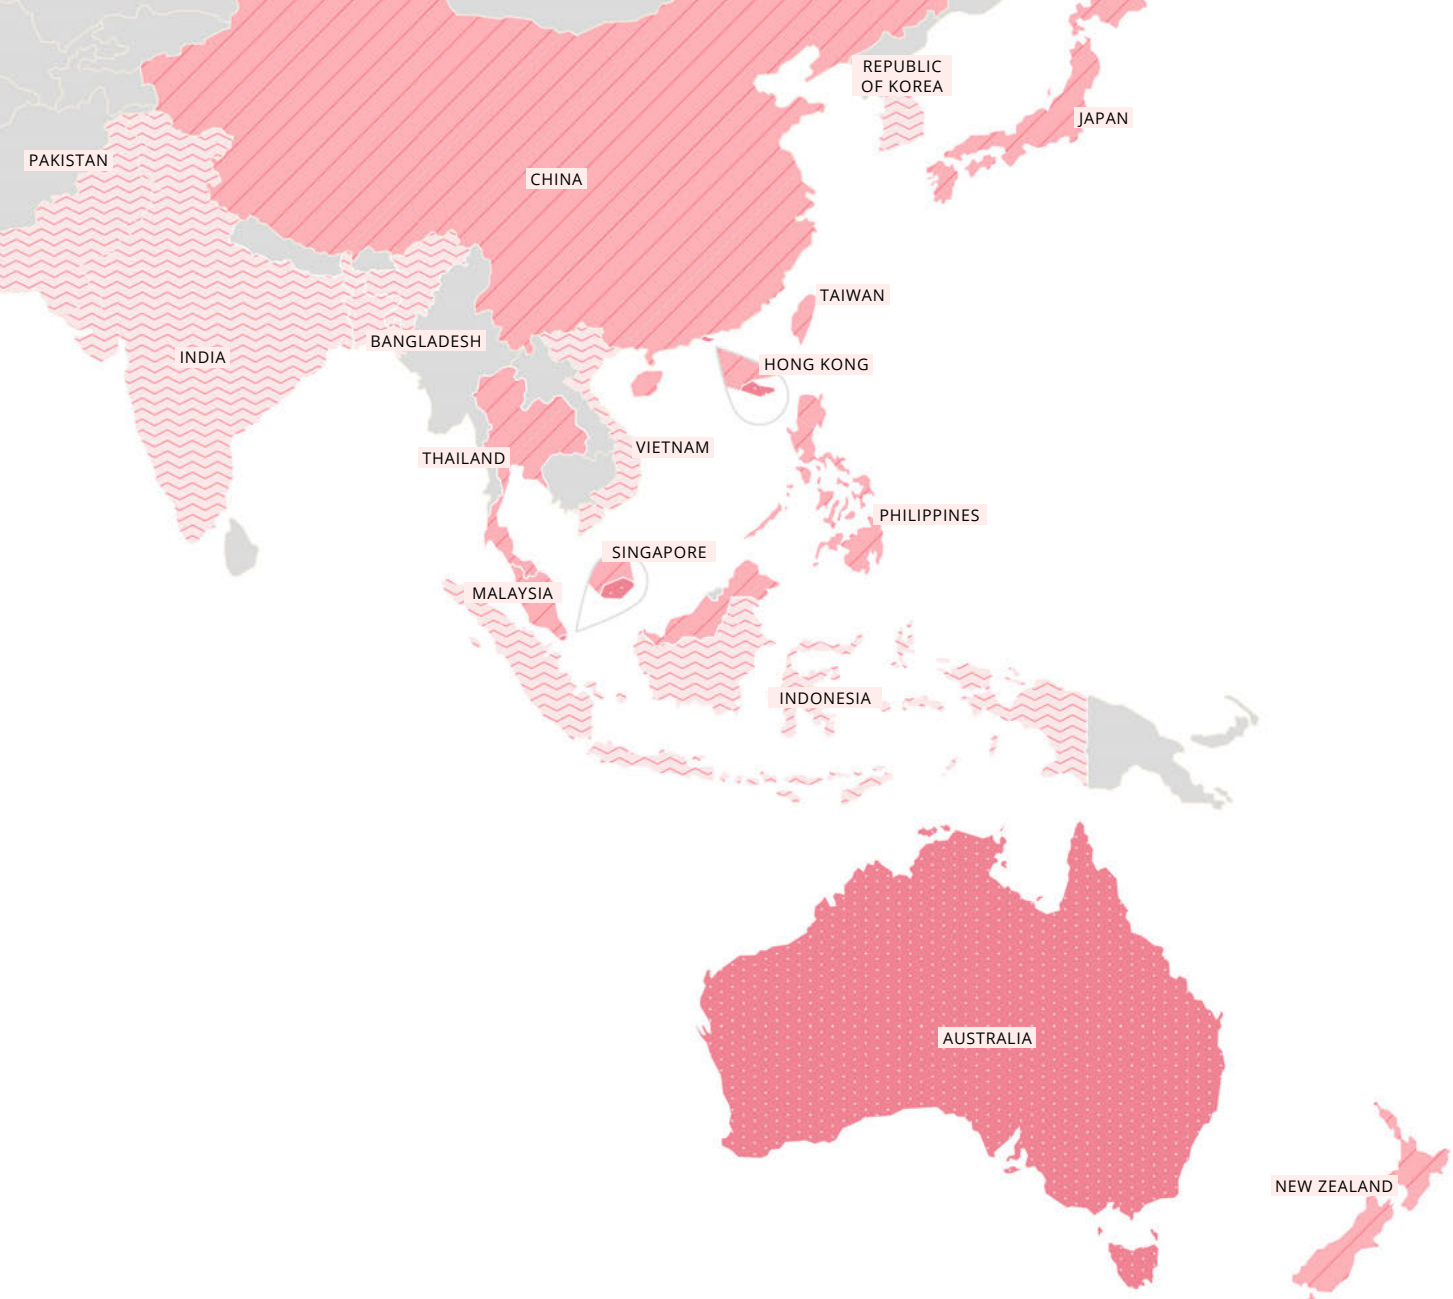 REPUBLIC
OF KOREA
JAPAN
PAKISTAN
CHINA
TAIWAN
BANGLADESH
INDIA
HONG KONG
VIETNAM
THAILAND
PHILIPPINES
SINGAPORE
MALAYSIA
INDONESIA
AUSTRALIA
NEW ZEALAND